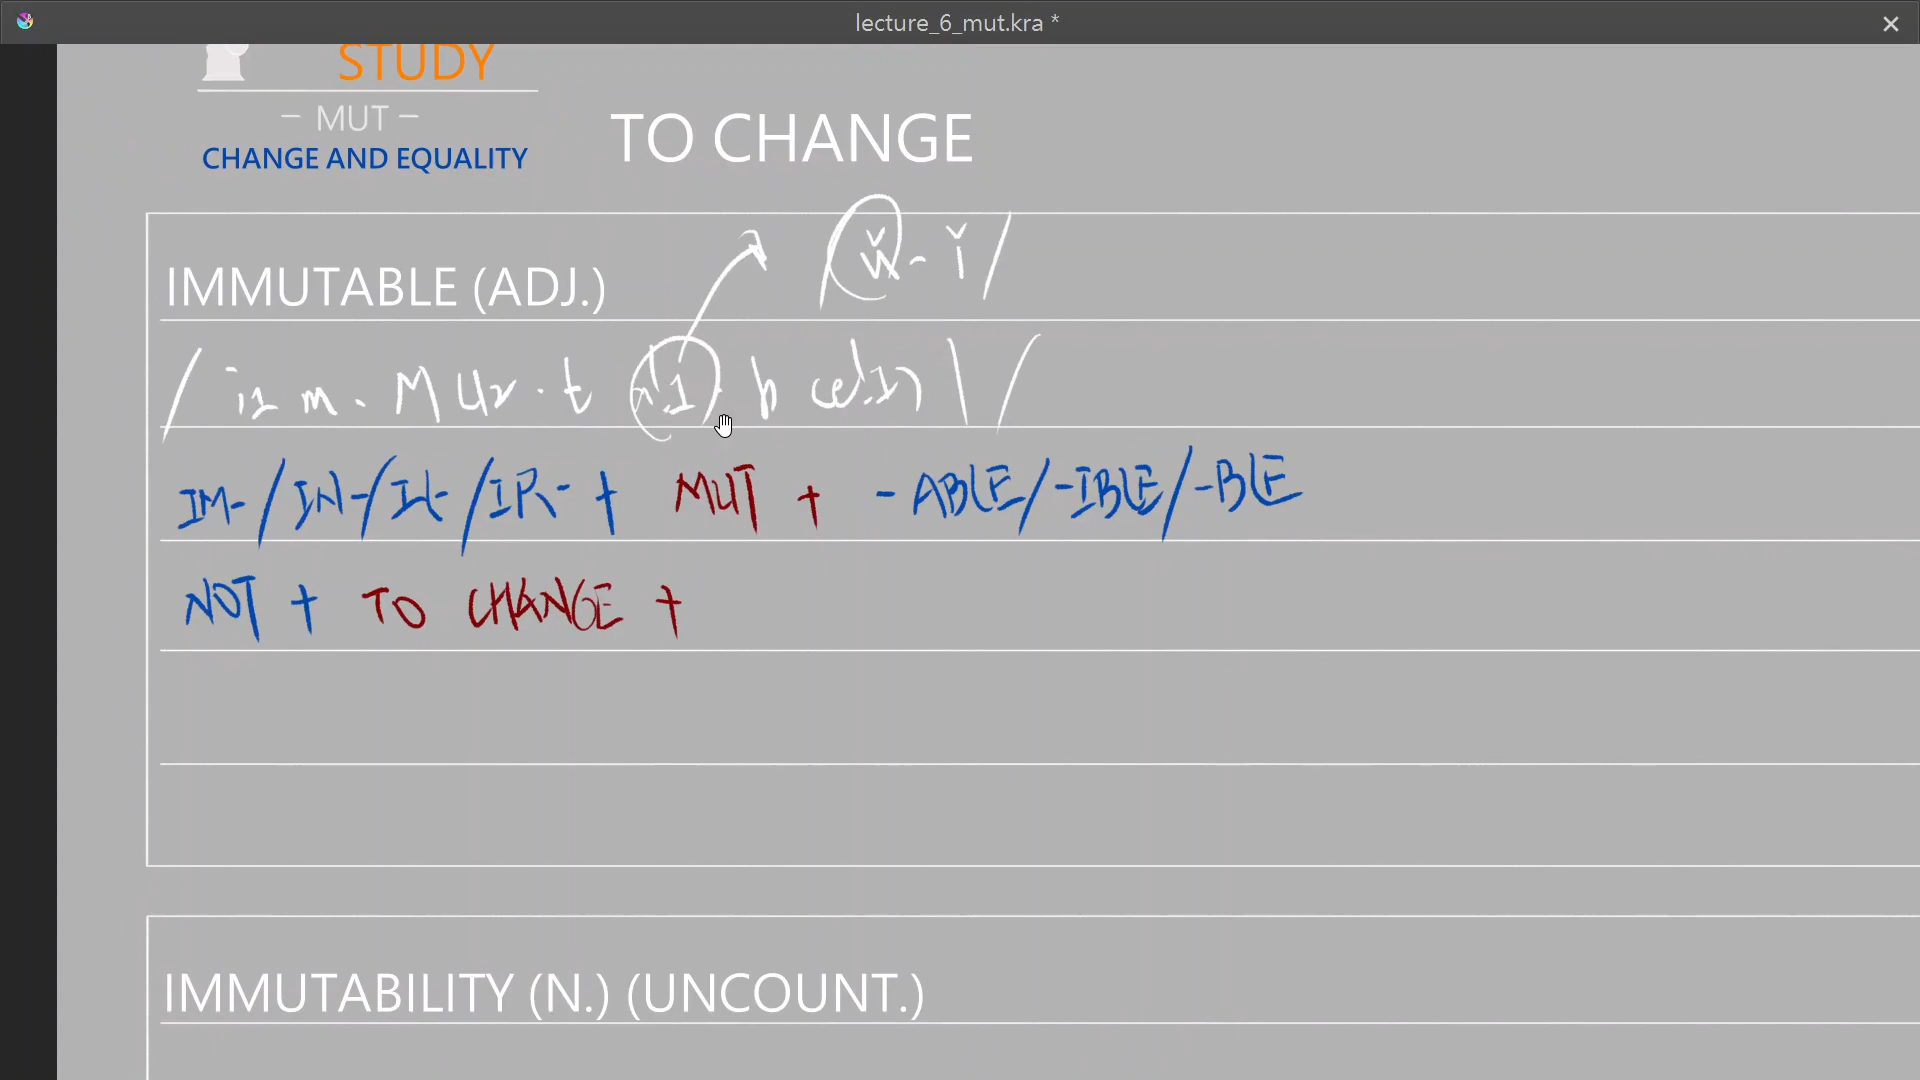 lecture_6_mut.kra *
STUDY
– MUT –
CHANGE AND EQUALITY
TO CHANGE
IMMUTABLE (ADJ.)
IM- / IN- / IL- / IR- + MUT + - ABLE / -IBLE / -BLE
NOT + TO CHANGE +
IMMUTABILITY (N.) (UNCOUNT.)